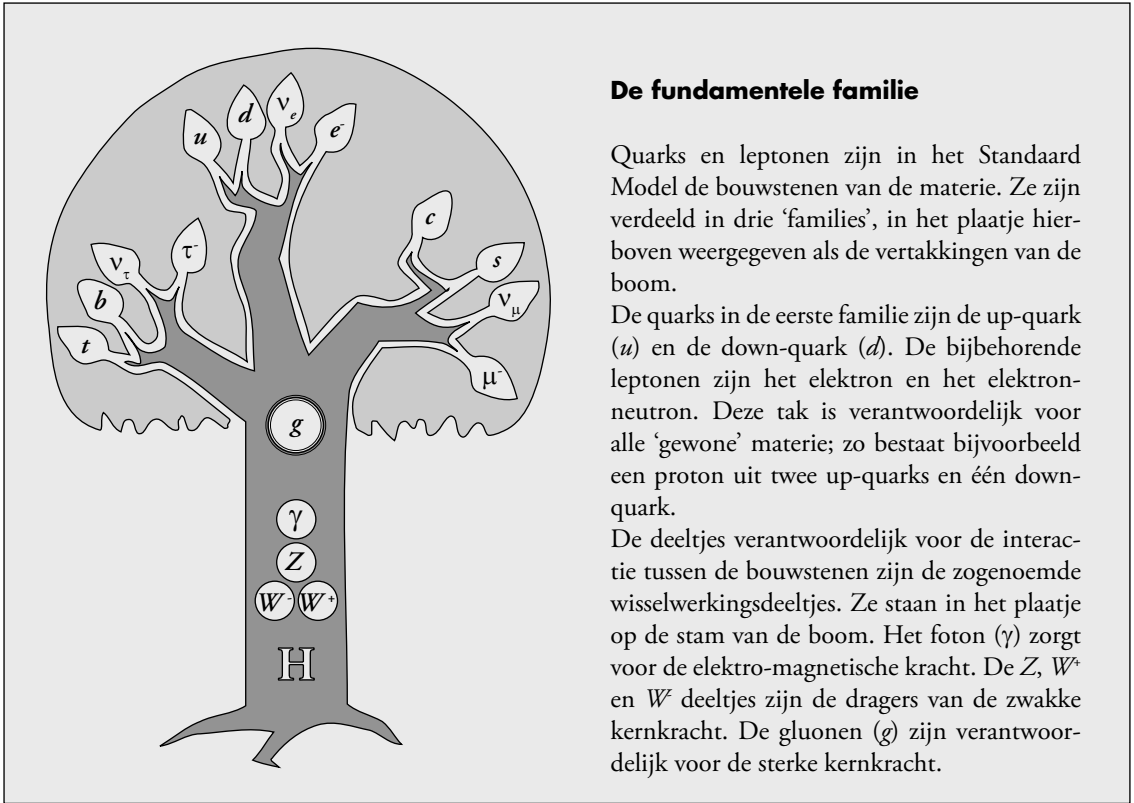 u
d
νe
e-
c
s
νμ
μ-
ντ
τ-
b
t
g
γ
Z
W- W+
H
De fundamentele familie
Quarks en leptonen zijn in het Standaard
Model de bouwstenen van de materie. Ze zijn
verdeeld in drie ‘families’, in het plaatje hier-
boven weergegeven als de vertakkingen van de
boom.
De quarks in de eerste familie zijn de up-quark
(u) en de down-quark (d). De bijbehorende
leptonen zijn het elektron en het elektron-
neutron. Deze tak is verantwoordelijk voor
alle ‘gewone’ materie; zo bestaat bijvoorbeeld
een proton uit twee up-quarks en één down-
quark.
De deeltjes verantwoordelijk voor de interac-
tie tussen de bouwstenen zijn de zogenoemde
wisselwerkingsdeeltjes. Ze staan in het plaatje
op de stam van de boom. Het foton (γ) zorgt
voor de elektro-magnetische kracht. De Z, W+
en W- deeltjes zijn de dragers van de zwakke
kernkracht. De gluonen (g) zijn verantwoor-
delijk voor de sterke kernkracht.